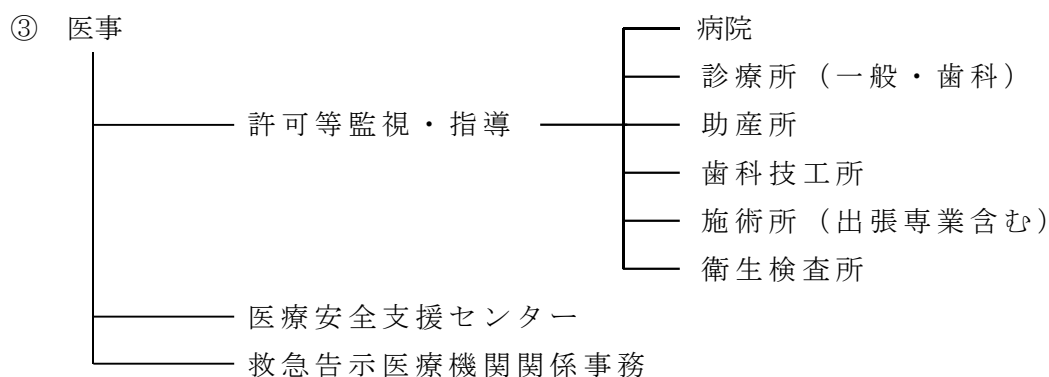 ③ 医事
病院
診療所（一般・歯科）
許可等監視・指導
助産所
歯科技工所
施術所（出張専業含む）
衛生検査所
医療安全支援センター
救急告示医療機関関係事務